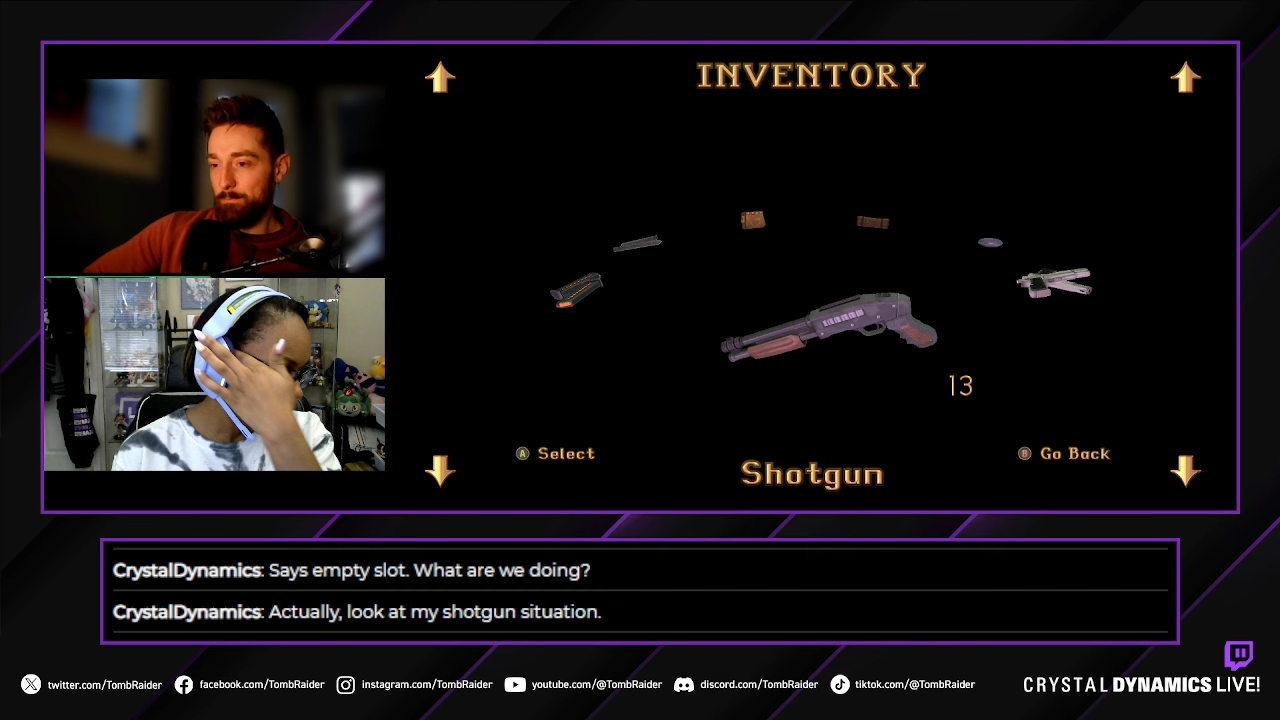 INVENTORY
13
A Select
B Go Back
Shotgun
CrystalDynamics: Says empty slot. What are we doing?
CrystalDynamics: Actually, look at my shotgun situation.
twitter.com/TombRaider
facebook.com/TombRaider
instagram.com/TombRaider
youtube.com/@TombRaider
discord.com/TombRaider
tiktok.com/@TombRaider
CRYSTAL DYNAMICS LIVE!